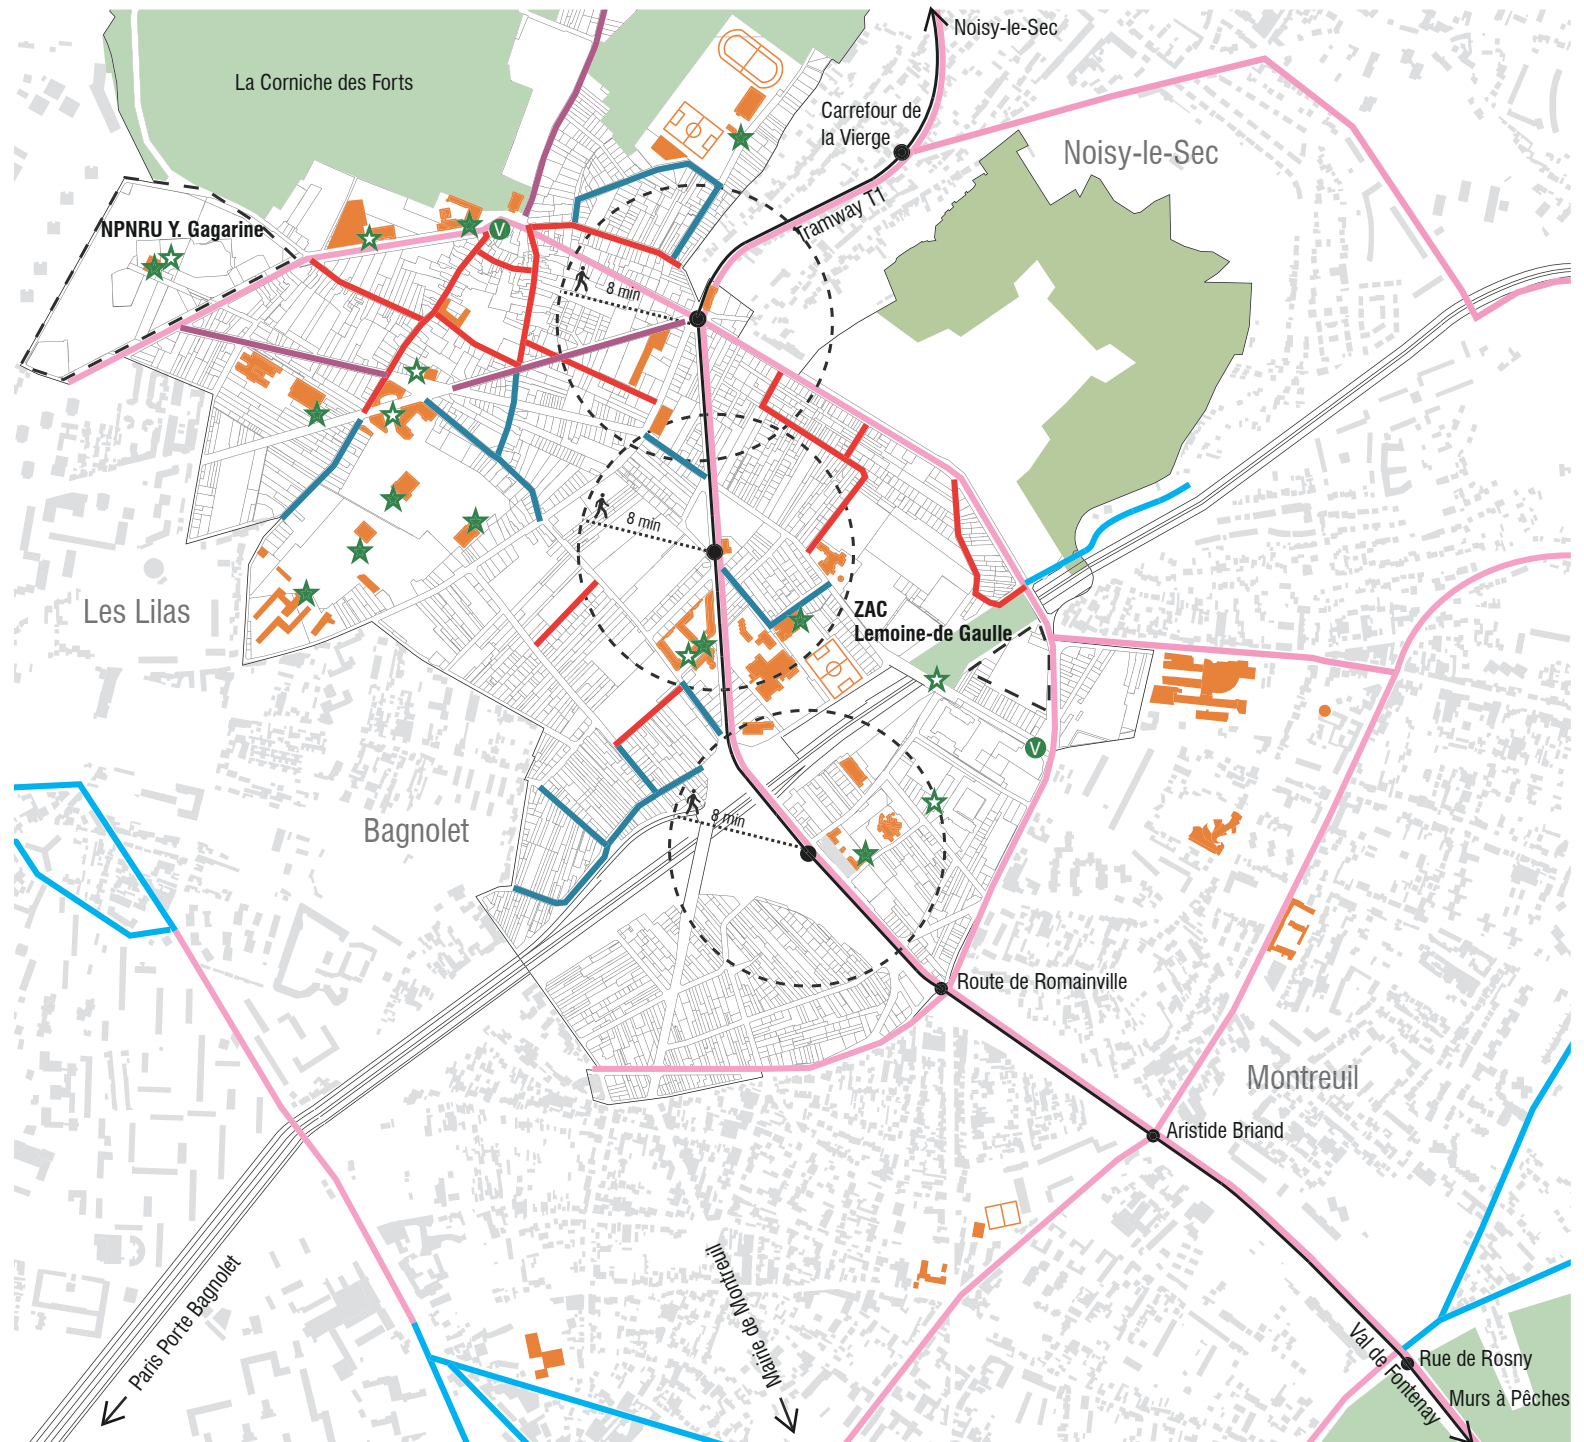 Noisy-le-Sec
La Corniche des Forts
Carrefour de
la Vierge
Noisy-le-Sec
Tramway T1
NPNRU Y. Gagarine
V
8 min
8 min
ZAC
Lemoine-de Gaulle
Les Lilas
V
Bagnolet
8 min
Route de Romainville
Montreuil
Aristide Briand
Paris Porte Bagnolet
Mairie de Montreuil
Val de Fontenay
Rue de Rosny
Murs à Pêches